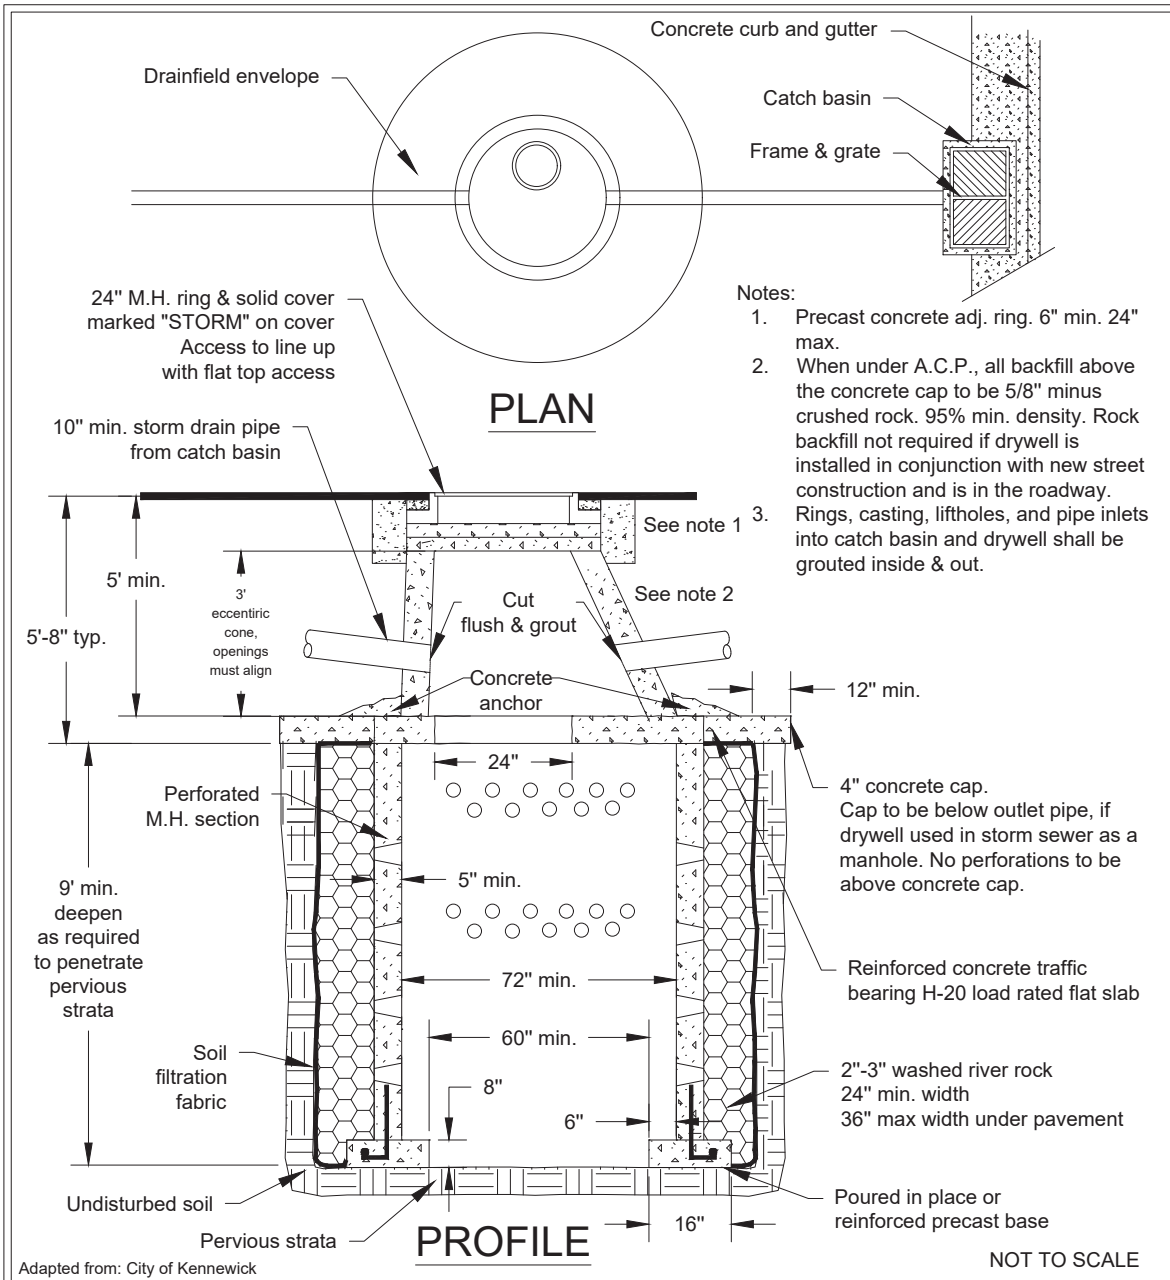 Concrete curb and gutter
Drainfield envelope
Catch basin
Frame & grate
24" M.H. ring & solid cover
marked "STORM" on cover
Access to line up
with flat top access
Notes:
1. Precast concrete adj. ring. 6" min. 24"
max.
2. When under A.C.P., all backfill above
the concrete cap to be 5/8" minus
crushed rock. 95% min. density. Rock
backfill not required if drywell is
installed in conjunction with new street
construction and is in the roadway.
3. Rings, casting, liftholes, and pipe inlets
into catch basin and drywell shall be
grouted inside & out.
PLAN
10" min. storm drain pipe
from catch basin
See note 1
5' min.
3'
eccentiric
cone,
openings
must align
See note 2
Cut
flush & grout
5'-8" typ.
Concrete
anchor
12" min.
24"
Perforated
M.H. section
4" concrete cap.
Cap to be below outlet pipe, if
drywell used in storm sewer as a
manhole. No perforations to be
above concrete cap.
5" min.
9' min.
deepen
as required
to penetrate
pervious
strata
72" min.
Reinforced concrete traffic
bearing H-20 load rated flat slab
60" min.
Soil
filtration
fabric
8"
6"
2"-3" washed river rock
24" min. width
36" max width under pavement
Undisturbed soil
Poured in place or
reinforced precast base
16"
Pervious strata
PROFILE
Adapted from: City of Kennewick
NOT TO SCALE